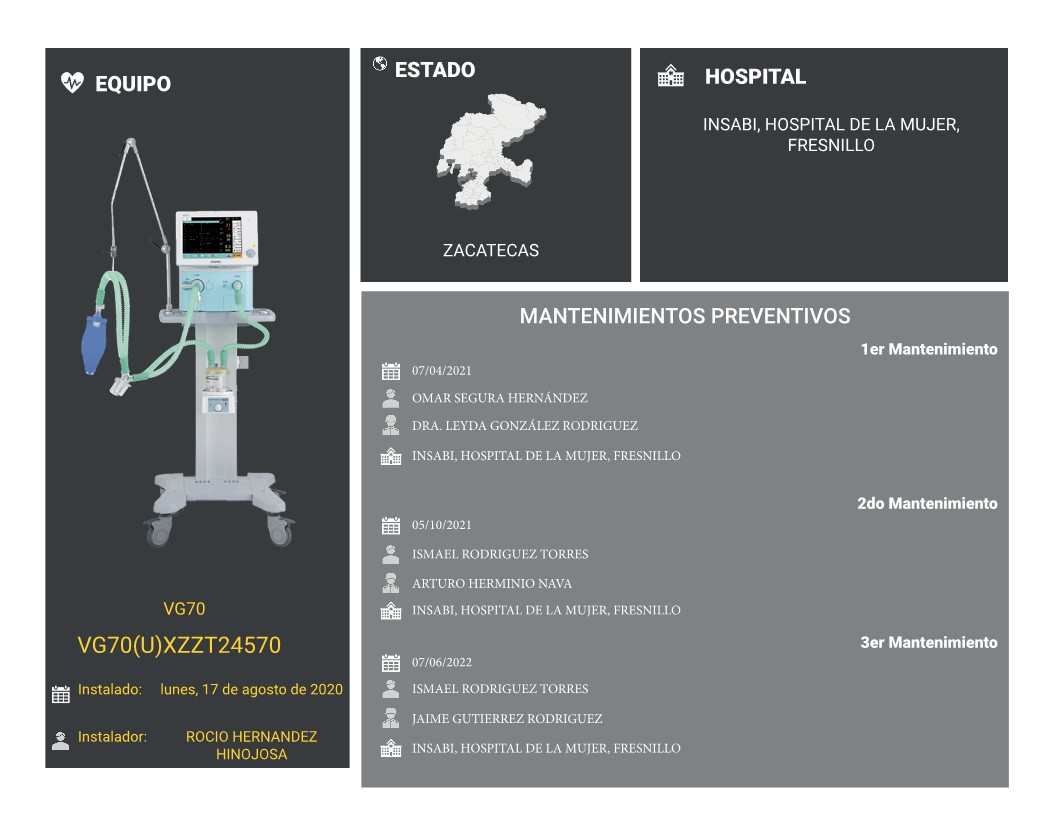 EQUIPO
VG70
VG70(U)XZZT24570
Instalado: lunes, 17 de agosto de 2020
Instalador: ROCIO HERNANDEZ
HINOJOSA
ESTADO
ZACATECAS
HOSPITAL
INSABI, HOSPITAL DE LA MUJER,
FRESNILLO
MANTENIMIENTOS PREVENTIVOS
1er Mantenimiento
07/04/2021
OMAR SEGURA HERNÁNDEZ
DRA. LEYDA GONZÁLEZ RODRIGUEZ
INSABI, HOSPITAL DE LA MUJER, FRESNILLO
2do Mantenimiento
05/10/2021
ISMAEL RODRIGUEZ TORRES
ARTURO HERMINIO NAVA
INSABI, HOSPITAL DE LA MUJER, FRESNILLO
3er Mantenimiento
07/06/2022
ISMAEL RODRIGUEZ TORRES
JAIME GUTIERREZ RODRIGUEZ
INSABI, HOSPITAL DE LA MUJER, FRESNILLO